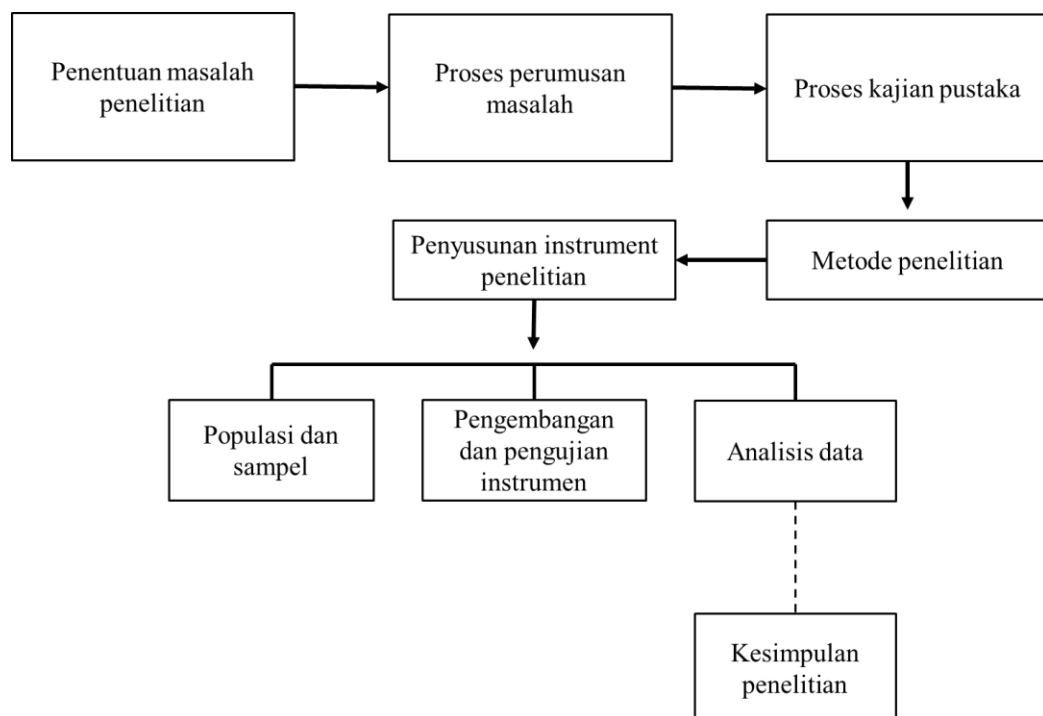 Penentuan masalah
penelitian
Proses perumusan
masalah
Proses kajian pustaka
Metode penelitian
Penyusunan instrument
penelitian
Populasi dan
sampel
Pengembangan
dan pengujian
instrumen
Analisis data
Kesimpulan
penelitian